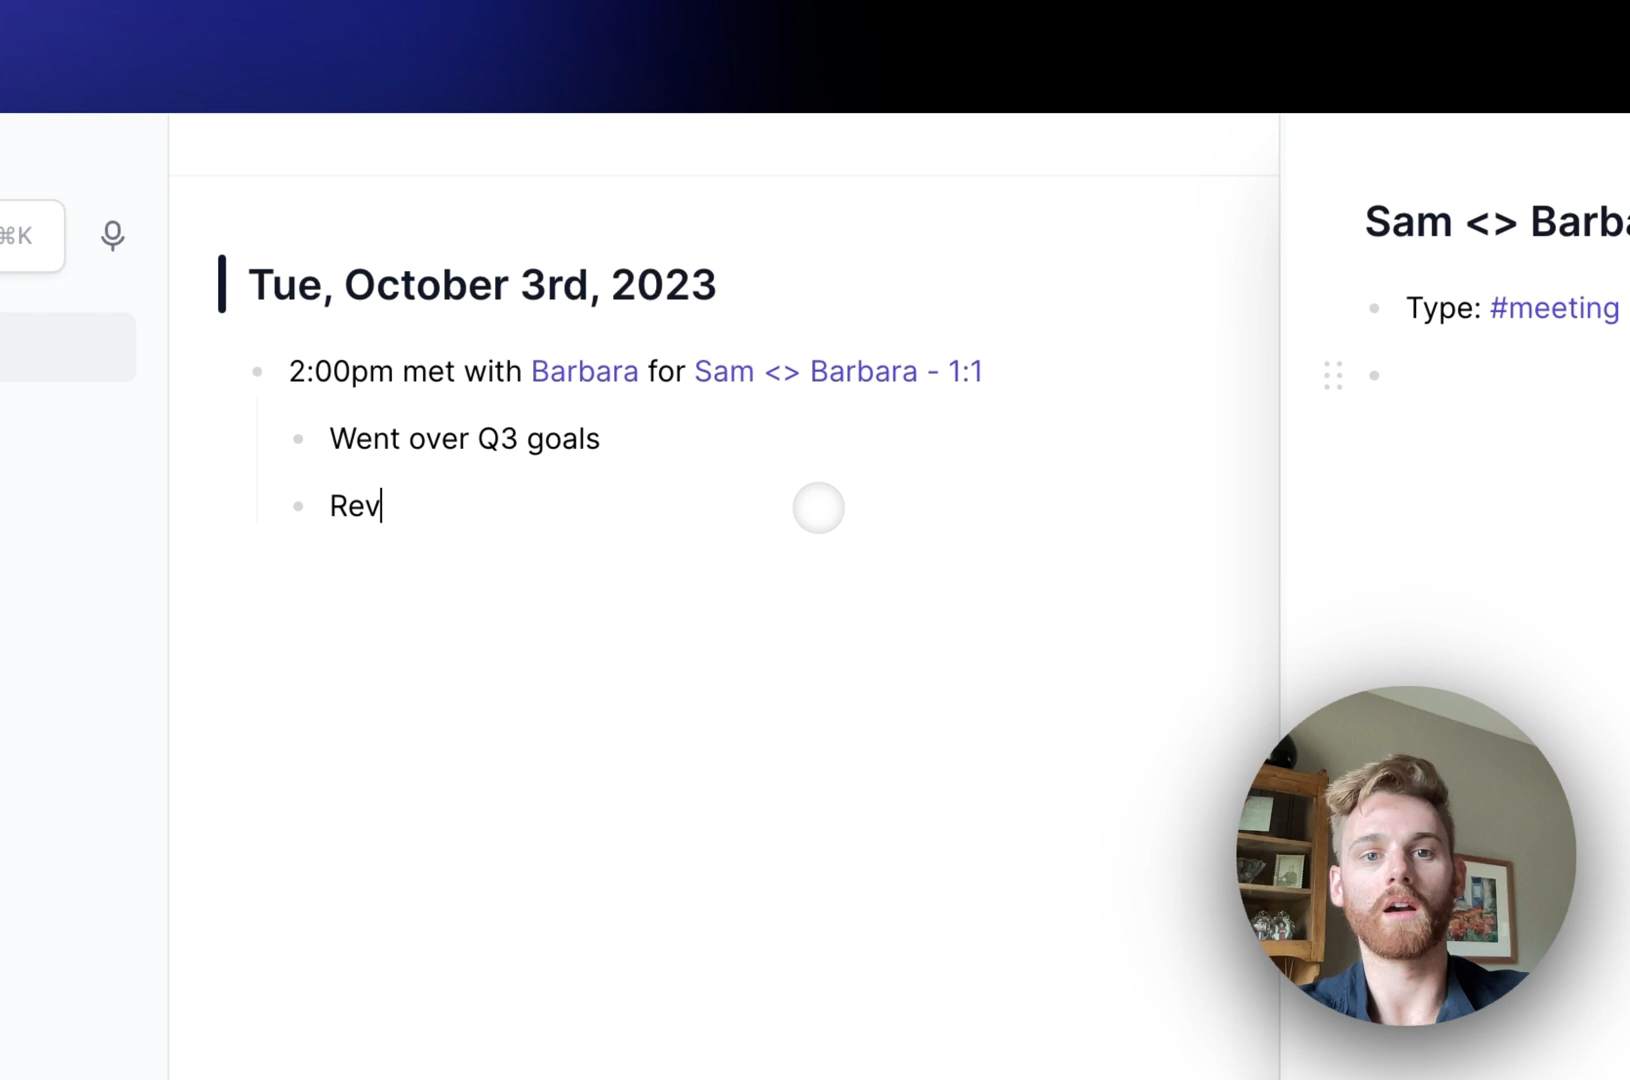 ⌘K
Tue, October 3rd, 2023
2:00pm met with Barbara for Sam <> Barbara - 1:1
Went over Q3 goals
Rev
Sam <> Barba
Type: #meeting